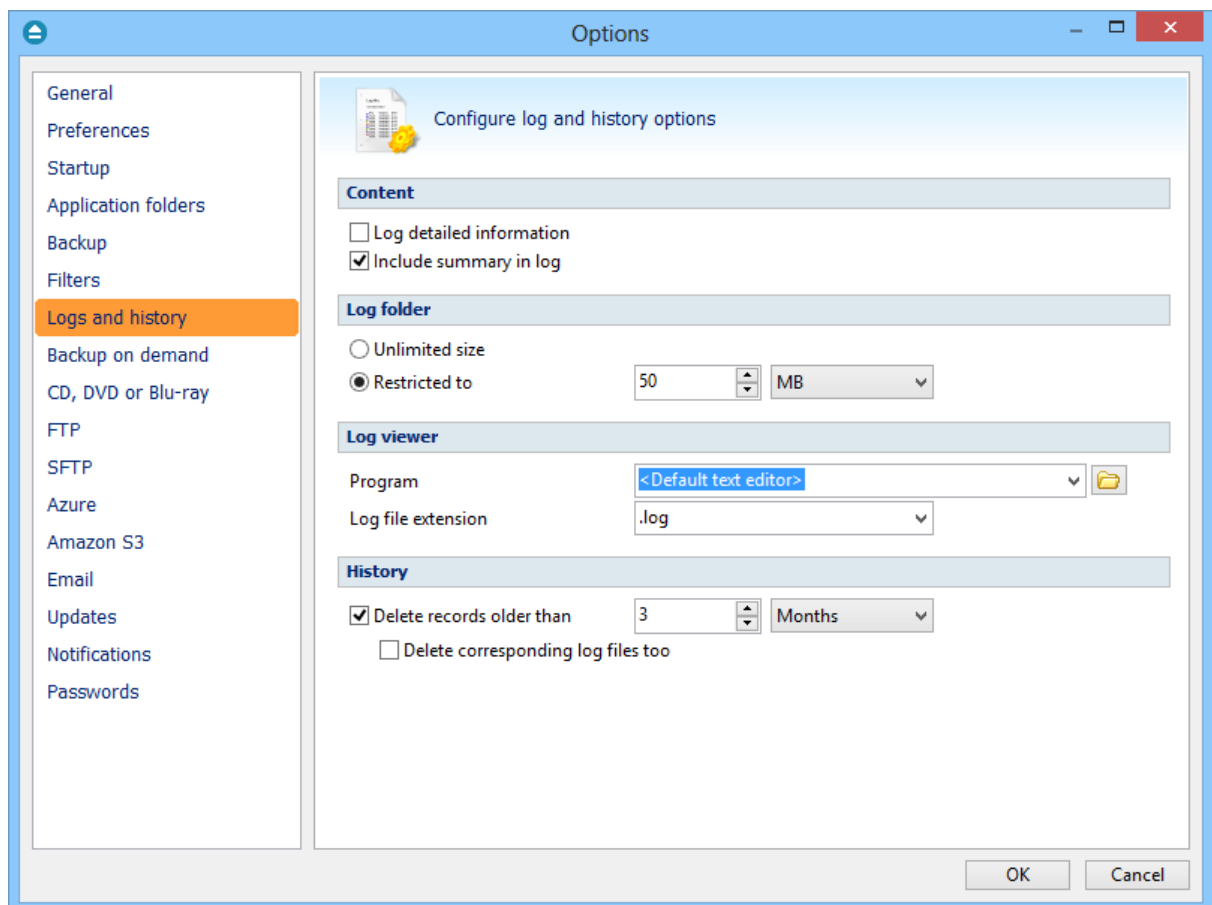 Options
General
Preferences
Startup
Application folders
Backup
Filters
Logs and history
Backup on demand
CD, DVD or Blu-ray
FTP
SFTP
Azure
Amazon S3
Email
Updates
Notifications
Passwords
Configure log and history options
Content
Log detailed information
Include summary in log
Log folder
Unlimited size
Restricted to 50 MB
Log viewer
Program <Default text editor>
Log file extension .log
History
Delete records older than 3 Months
Delete corresponding log files too
OK Cancel